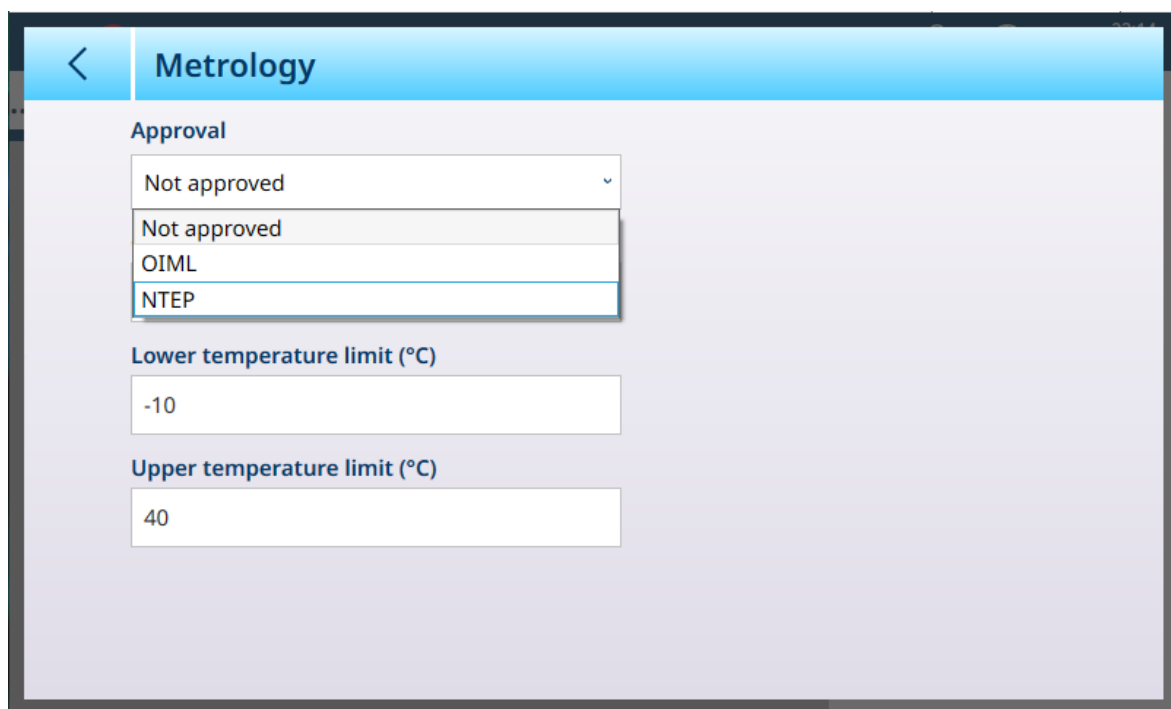 Metrology
Approval
Not approved
Not approved
OIML
NTEP
Lower temperature limit (°C)
-10
Upper temperature limit (°C)
40